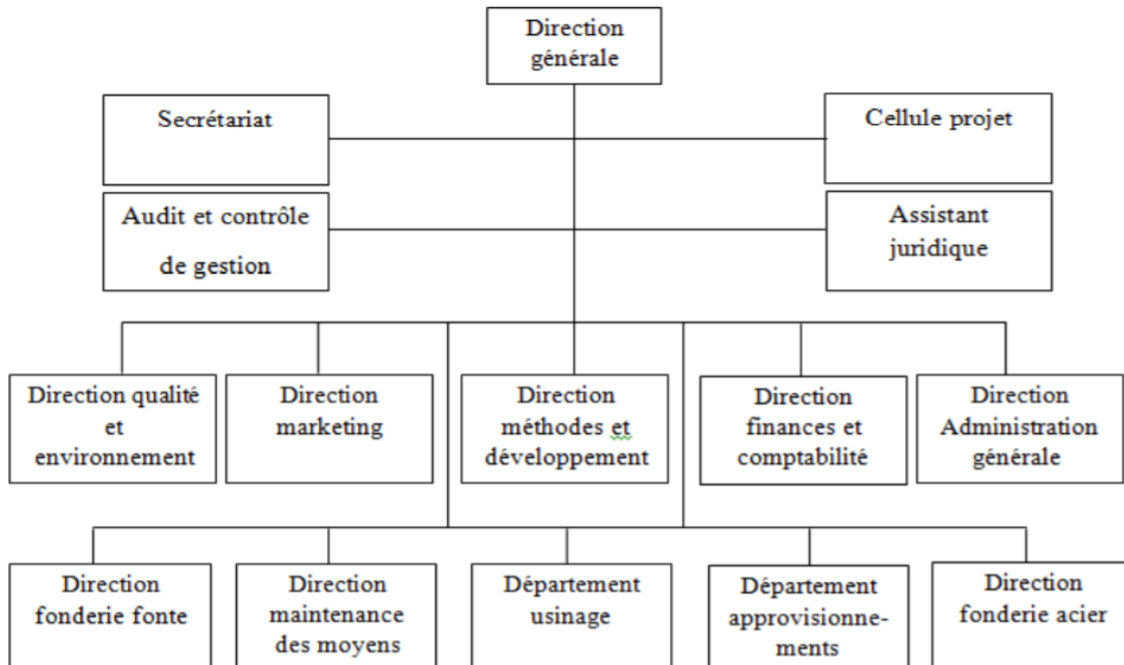 Direction
générale
Secrétariat
Cellule projet
Audit et contrôle
de gestion
Assistant
juridique
Direction qualité
et
environnement
Direction
marketing
Direction
méthodes et
développement
Direction
finances et
comptabilité
Direction
Administration
générale
Direction
fonderie fonte
Direction
maintenance
des moyens
Département
usinage
Département
approvisionne-
ments
Direction
fonderie acier